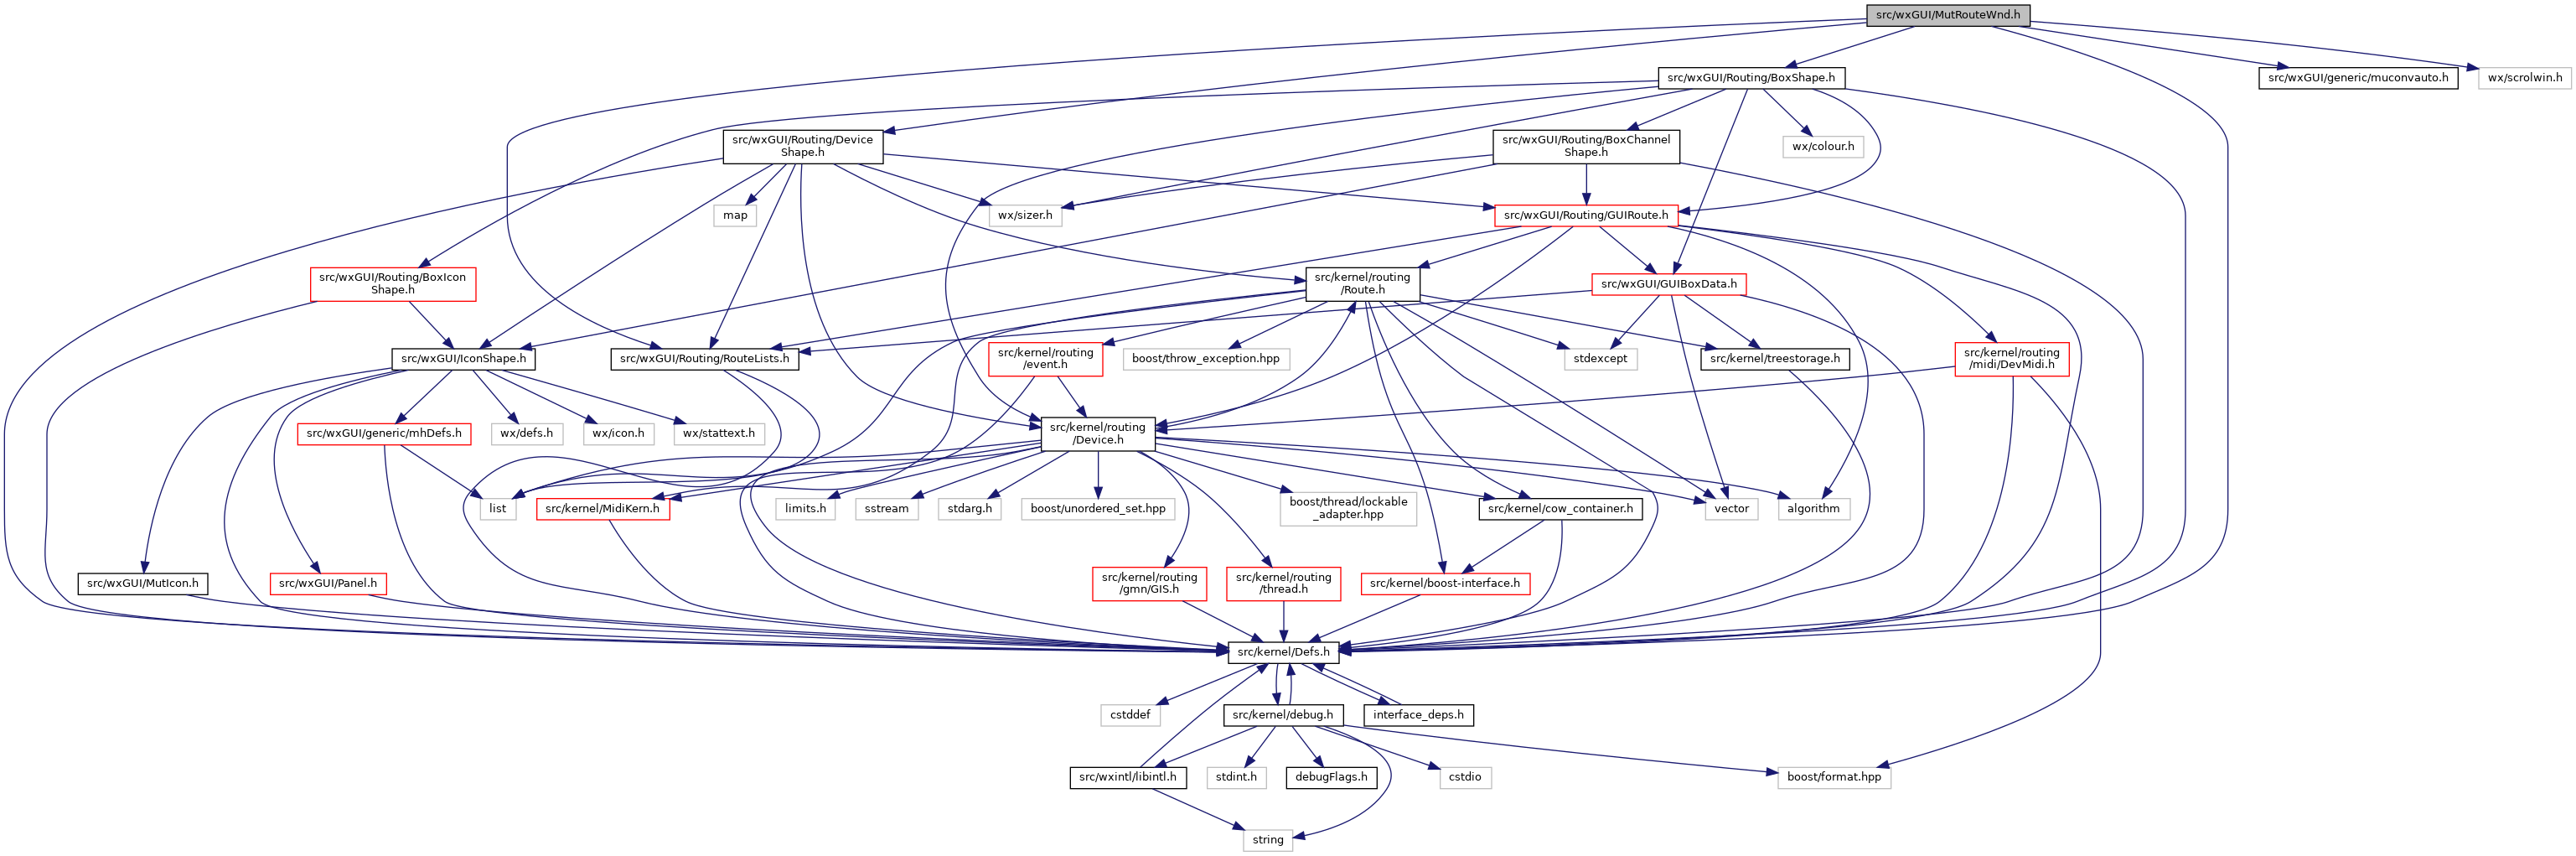 src/wxGUI/MutRouteWnd.h
src/wxGUI/Routing/BoxShape.h
src/wxGUI/generic/muconvauto.h
wx/scrolwin.h
src/wxGUI/Routing/Device
Shape.h
src/wxGUI/Routing/BoxChannel
Shape.h
wx/colour.h
map
wx/sizer.h
src/wxGUI/Routing/GUIRoute.h
src/wxGUI/Routing/BoxIcon
Shape.h
src/kernel/routing
/Route.h
src/wxGUI/GUIBoxData.h
src/wxGUI/IconShape.h
src/wxGUI/Routing/RouteLists.h
src/kernel/routing
/event.h
boost/throw_exception.hpp
stdexcept
src/kernel/treestorage.h
src/kernel/routing
/midi/DevMidi.h
src/wxGUI/generic/mhDefs.h
wx/defs.h
wx/icon.h
wx/stattext.h
src/kernel/routing
/Device.h
list
src/kernel/MidiKern.h
limits.h
sstream
stdarg.h
boost/unordered_set.hpp
boost/thread/lockable
_adapter.hpp
src/kernel/cow_container.h
vector
algorithm
src/wxGUI/MutIcon.h
src/wxGUI/Panel.h
src/kernel/routing
/gmn/GIS.h
src/kernel/routing
/thread.h
src/kernel/boost-interface.h
src/kernel/Defs.h
cstddef
src/kernel/debug.h
interface_deps.h
src/wxintl/libintl.h
stdint.h
debugFlags.h
cstdio
boost/format.hpp
string